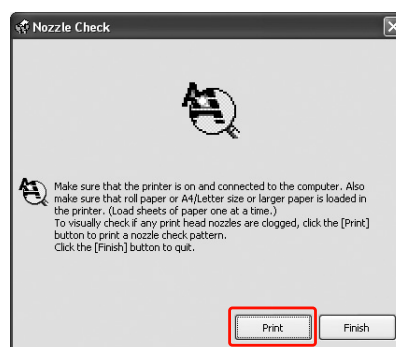 Nozzle Check
Make sure that the printer is on and connected to the computer. Also
make sure that roll paper or A4/Letter size or larger paper is loaded in
the printer. (Load sheets of paper one at a time.)
To visually check if any print head nozzles are clogged, click the [Print]
button to print a nozzle check pattern.
Click the [Finish] button to quit.
Print
Finish